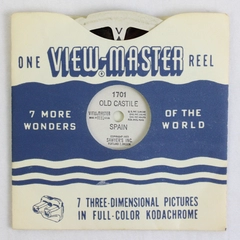 ONE VIEW-MASTER REEL
1701
OLD CASTILE
SPAIN
7 MORE WONDERS
OF THE WORLD
7 THREE-DIMENSIONAL PICTURES
IN FULL-COLOR KODACHROME